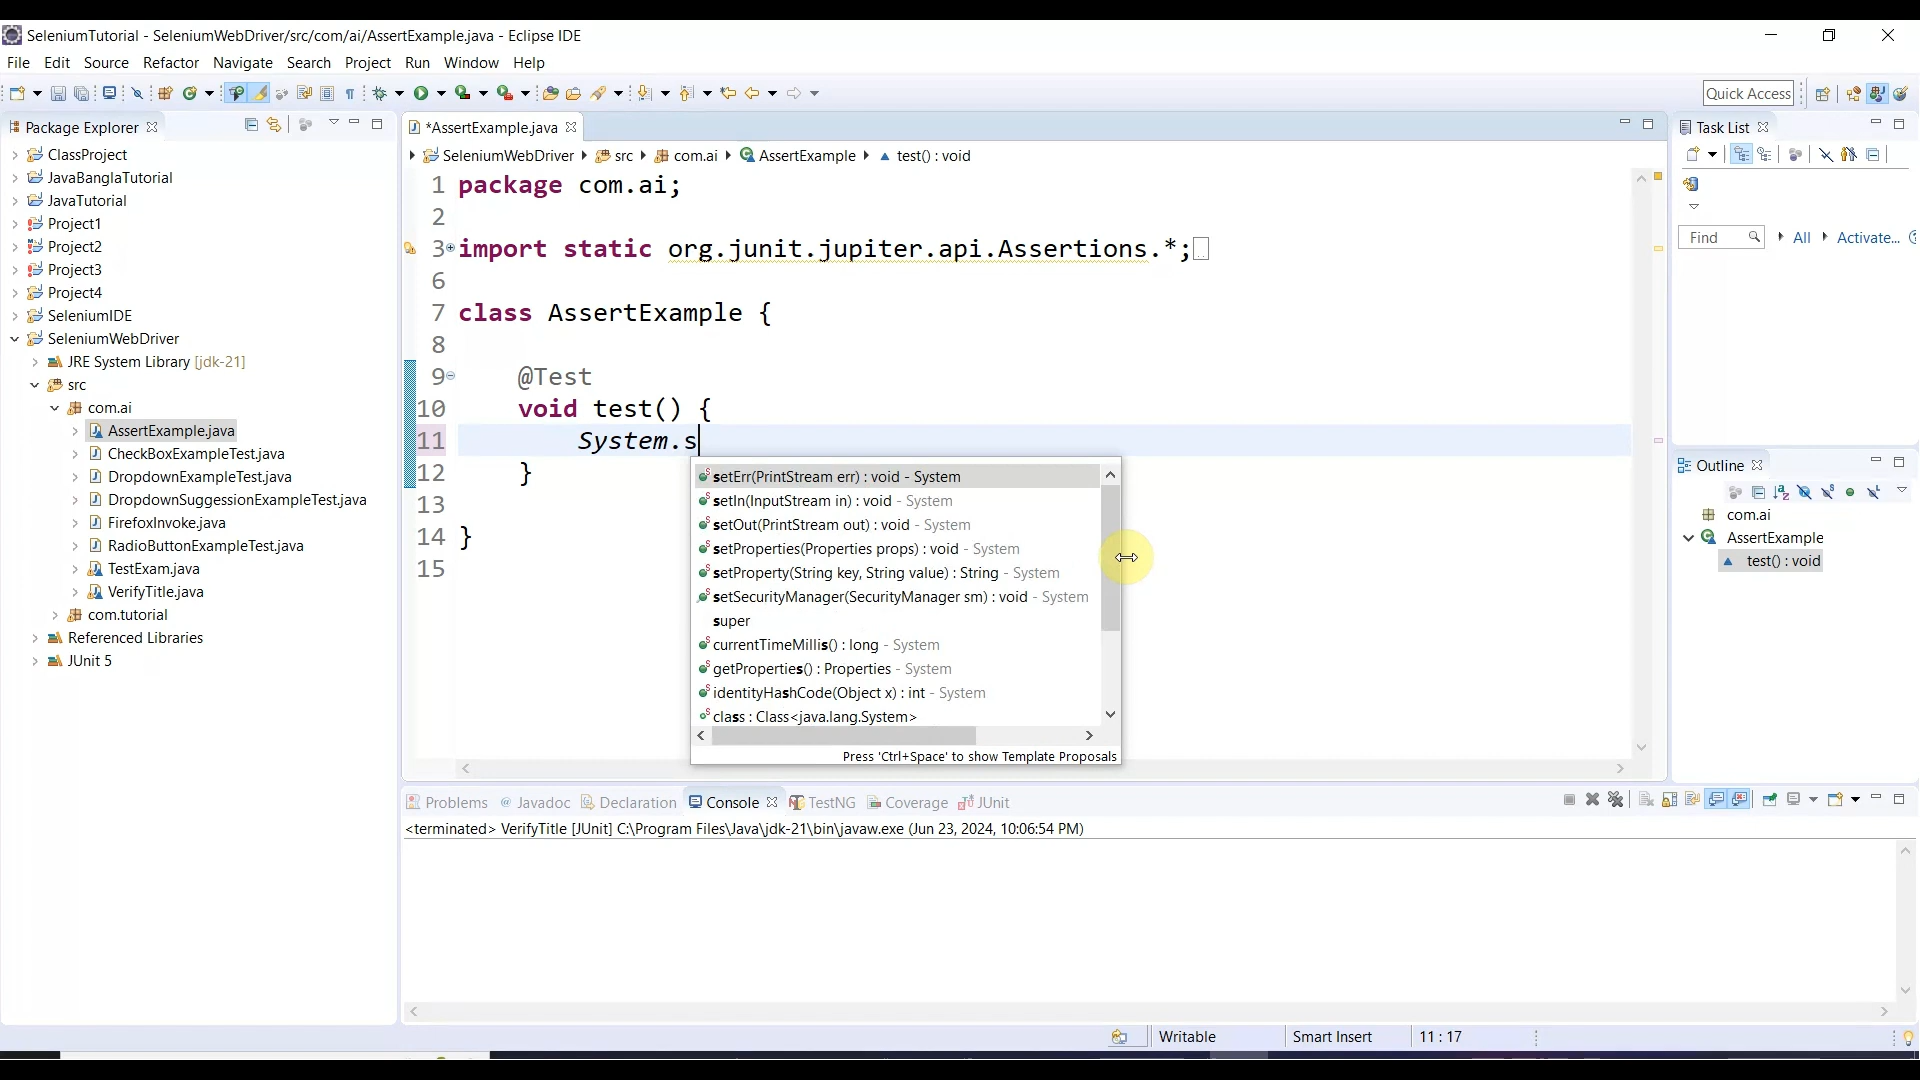 SeleniumTutorial - SeleniumWebDriver/src/com/ai/AssertExample.java - Eclipse IDE
File Edit Source Refactor Navigate Search Project Run Window Help
Quick Access
Package Explorer
ClassProject
JavaBanglaTutorial
JavaTutorial
Project1
Project2
Project3
Project4
SeleniumIDE
SeleniumWebDriver
JRE System Library [jdk-21]
src
com.ai
AssertExample.java
CheckBoxExampleTest.java
DropdownExampleTest.java
DropdownSuggessionExampleTest.java
FirefoxInvoke.java
RadioButtonExampleTest.java
TestExam.java
VerifyTitle.java
com.tutorial
Referenced Libraries
JUnit 5
*AssertExample.java
SeleniumWebDriver src com.ai AssertExample test() : void
1 package com.ai;
2
3 import static org.junit.jupiter.api.Assertions.*;
6
7 class AssertExample {
8
9 @Test
10 void test() {
11 System.s
12 }
13
14 }
15
setErr(PrintStream err) : void - System
setIn(InputStream in) : void - System
setOut(PrintStream out) : void - System
setProperties(Properties props) : void - System
setProperty(String key, String value) : String - System
setSecurityManager(SecurityManager sm) : void - System
super
currentTimeMillis() : long - System
getProperties() : Properties - System
identityHashCode(Object x) : int - System
class : Class<java.lang.System>
Press 'Ctrl+Space' to show Template Proposals
Task List
Find All Activate...
Outline
com.ai
AssertExample
test() : void
Problems Javadoc Declaration Console TestNG Coverage JUnit
<terminated> VerifyTitle [JUnit] C:\Program Files\Java\jdk-21\bin\javaw.exe (Jun 23, 2024, 10:06:54 PM)
Writable Smart Insert 11 : 17